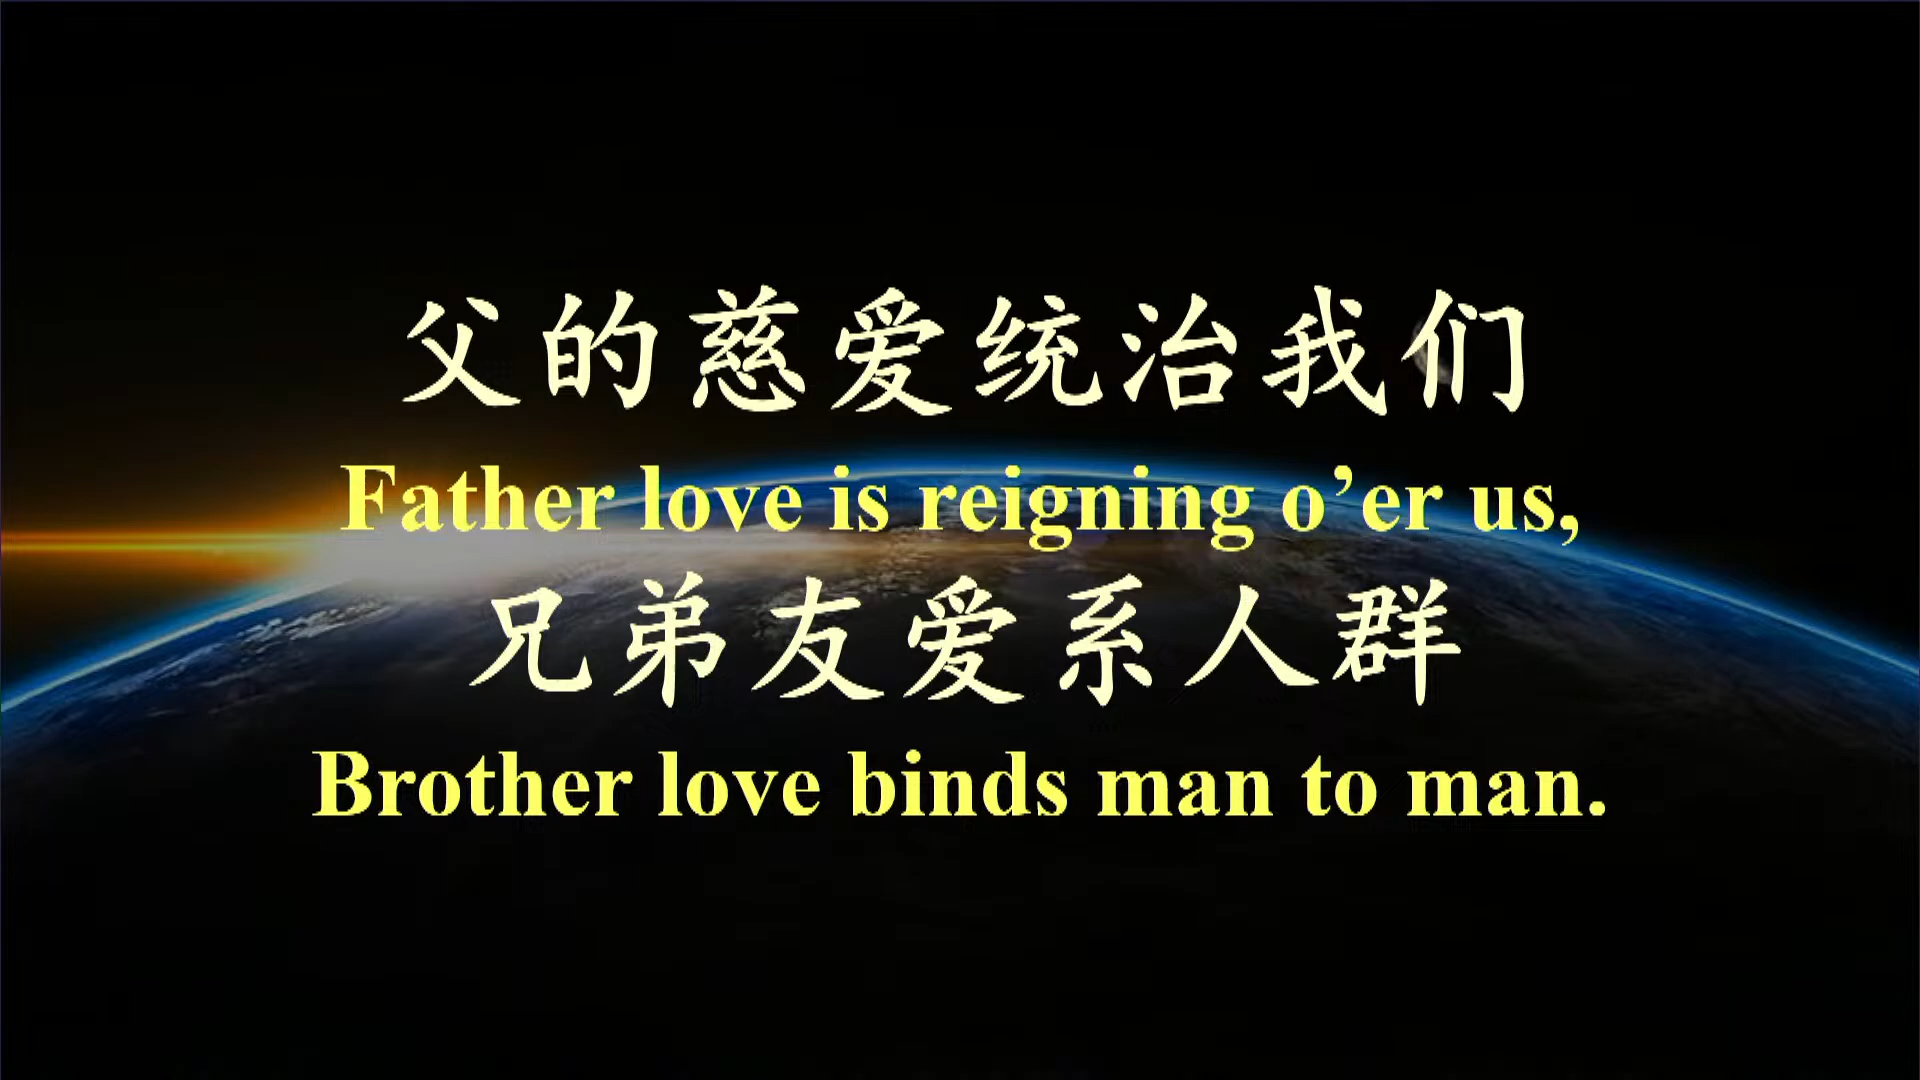 父的慈爱统治我们
Father love is reigning o’er us,
兄弟友爱系人群
Brother love binds man to man.